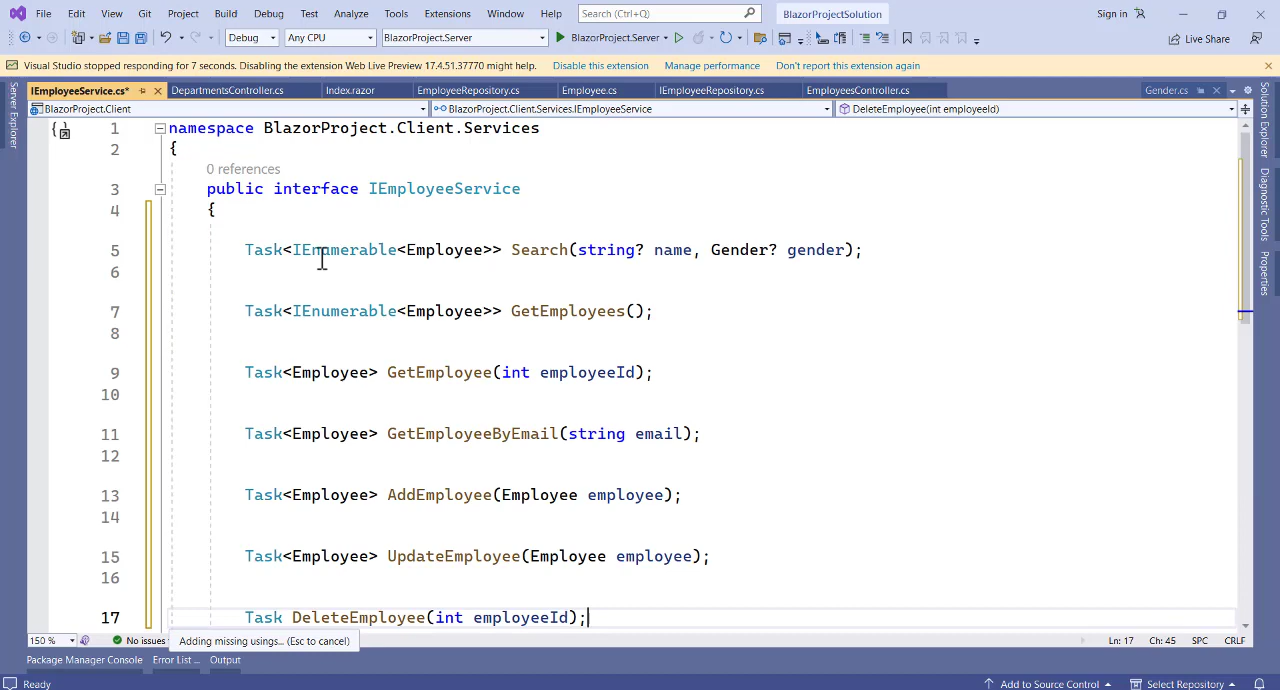 File Edit View Git Project Build Debug Test Analyze Tools Extensions Window Help Search (Ctrl+Q) BlazorProjectSolution Sign in
Debug Any CPU BlazorProject.Server BlazorProject.Server Live Share
Visual Studio stopped responding for 7 seconds. Disabling the extension Web Live Preview 17.4.51.37770 might help. Disable this extension Manage performance Don't report this extension again
IEmployeeService.cs* DepartmentsController.cs Index.razor EmployeeRepository.cs Employee.cs IEmployeeRepository.cs EmployeesController.cs Gender.cs
BlazorProject.Client BlazorProject.Client.Services.IEmployeeService DeleteEmployee(int employeeId)
Server Explorer
Solution Explorer
Diagnostic Tools
Properties
1 namespace BlazorProject.Client.Services
2 {
0 references
3 public interface IEmployeeService
4 {
5 Task<IEnumerable<Employee>> Search(string? name, Gender? gender);
6
7 Task<IEnumerable<Employee>> GetEmployees();
8
9 Task<Employee> GetEmployee(int employeeId);
10
11 Task<Employee> GetEmployeeByEmail(string email);
12
13 Task<Employee> AddEmployee(Employee employee);
14
15 Task<Employee> UpdateEmployee(Employee employee);
16
17 Task DeleteEmployee(int employeeId);
150 % No issues Adding missing usings... (Esc to cancel) Ln: 17 Ch: 45 SPC CRLF
Package Manager Console Error List ... Output
Ready Add to Source Control Select Repository